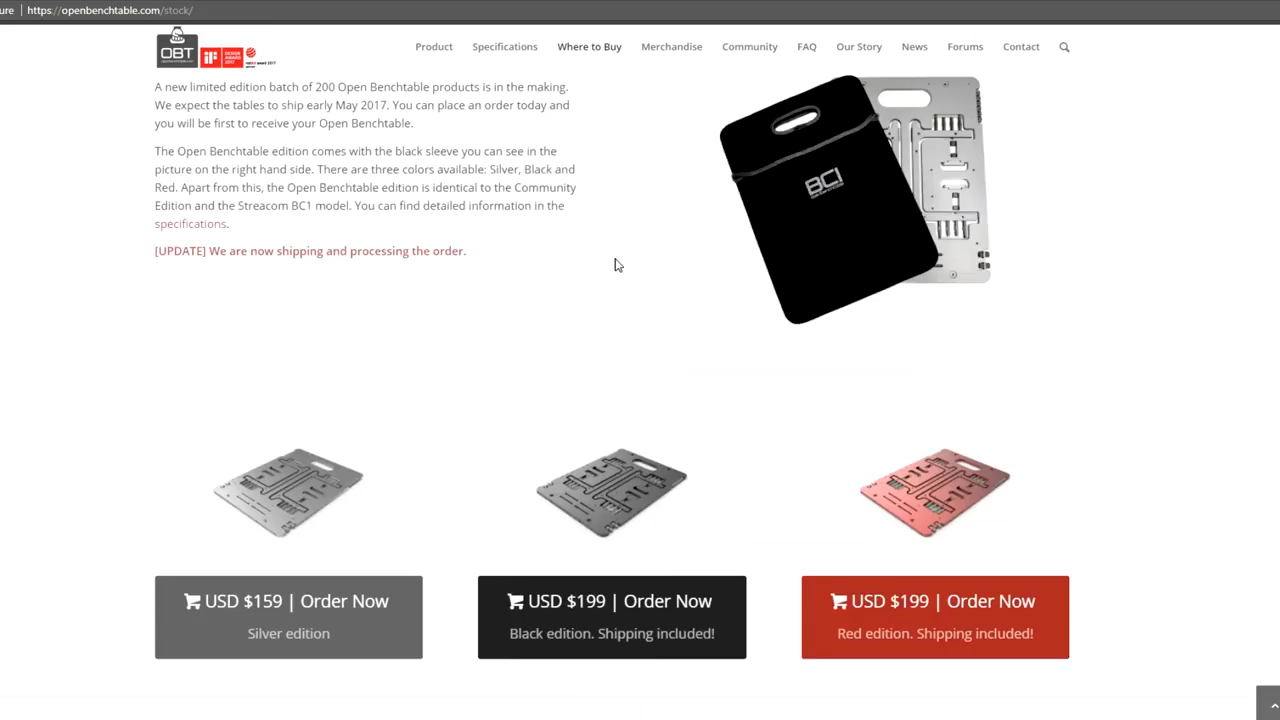 ure | https://openbenchtable.com/stock/
OBT
Product Specifications Where to Buy Merchandise Community FAQ Our Story News Forums Contact
A new limited edition batch of 200 Open Benchtable products is in the making.
We expect the tables to ship early May 2017. You can place an order today and
you will be first to receive your Open Benchtable.
The Open Benchtable edition comes with the black sleeve you can see in the
picture on the right hand side. There are three colors available: Silver, Black and
Red. Apart from this, the Open Benchtable edition is identical to the Community
Edition and the Streacom BC1 model. You can find detailed information in the
specifications.
[UPDATE] We are now shipping and processing the order.
BC1
USD $159 | Order Now
Silver edition
USD $199 | Order Now
Black edition. Shipping included!
USD $199 | Order Now
Red edition. Shipping included!